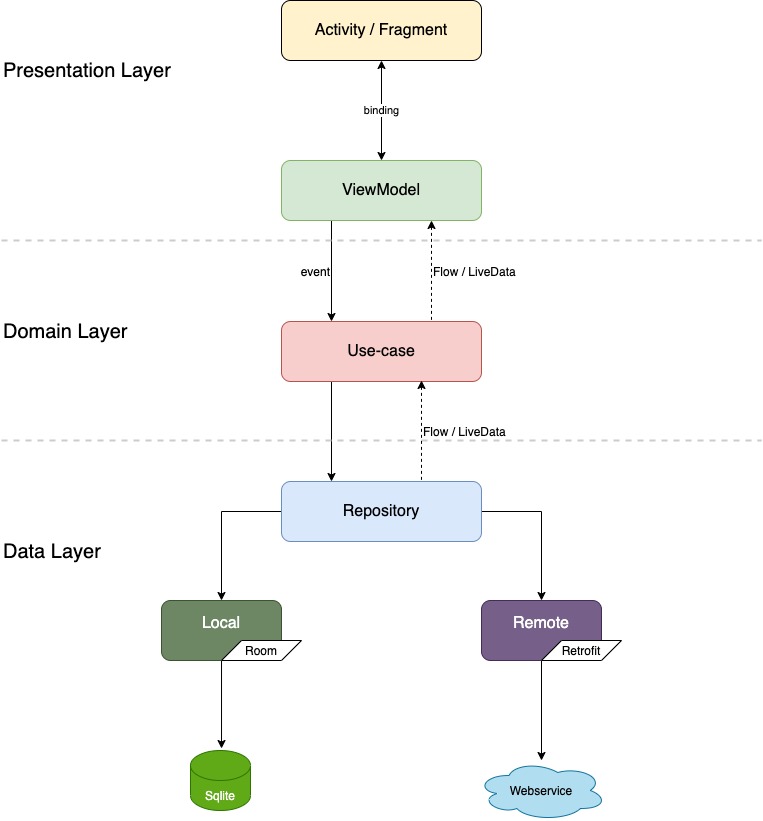 Activity / Fragment
Presentation Layer
binding
ViewModel
event
Flow / LiveData
Domain Layer
Use-case
Flow / LiveData
Repository
Data Layer
Local
Room
Remote
Retrofit
Sqlite
Webservice